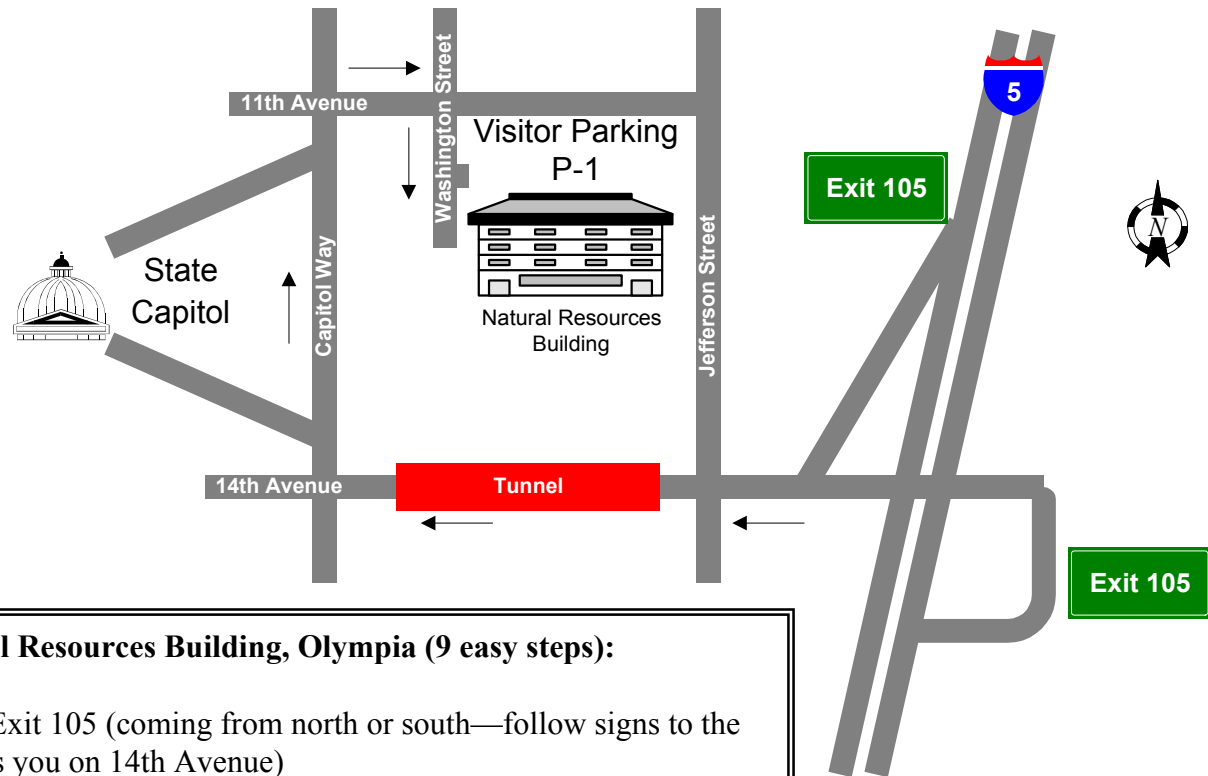 5
11th Avenue
Washington Street
Visitor Parking
P-1
Exit 105
N
State
Capitol
Capitol Way
Jefferson Street
Natural Resources
Building
14th Avenue
Tunnel
Exit 105
Resources Building, Olympia (9 easy steps):
Exit 105 (coming from north or south—follow signs to the
you on 14th Avenue)